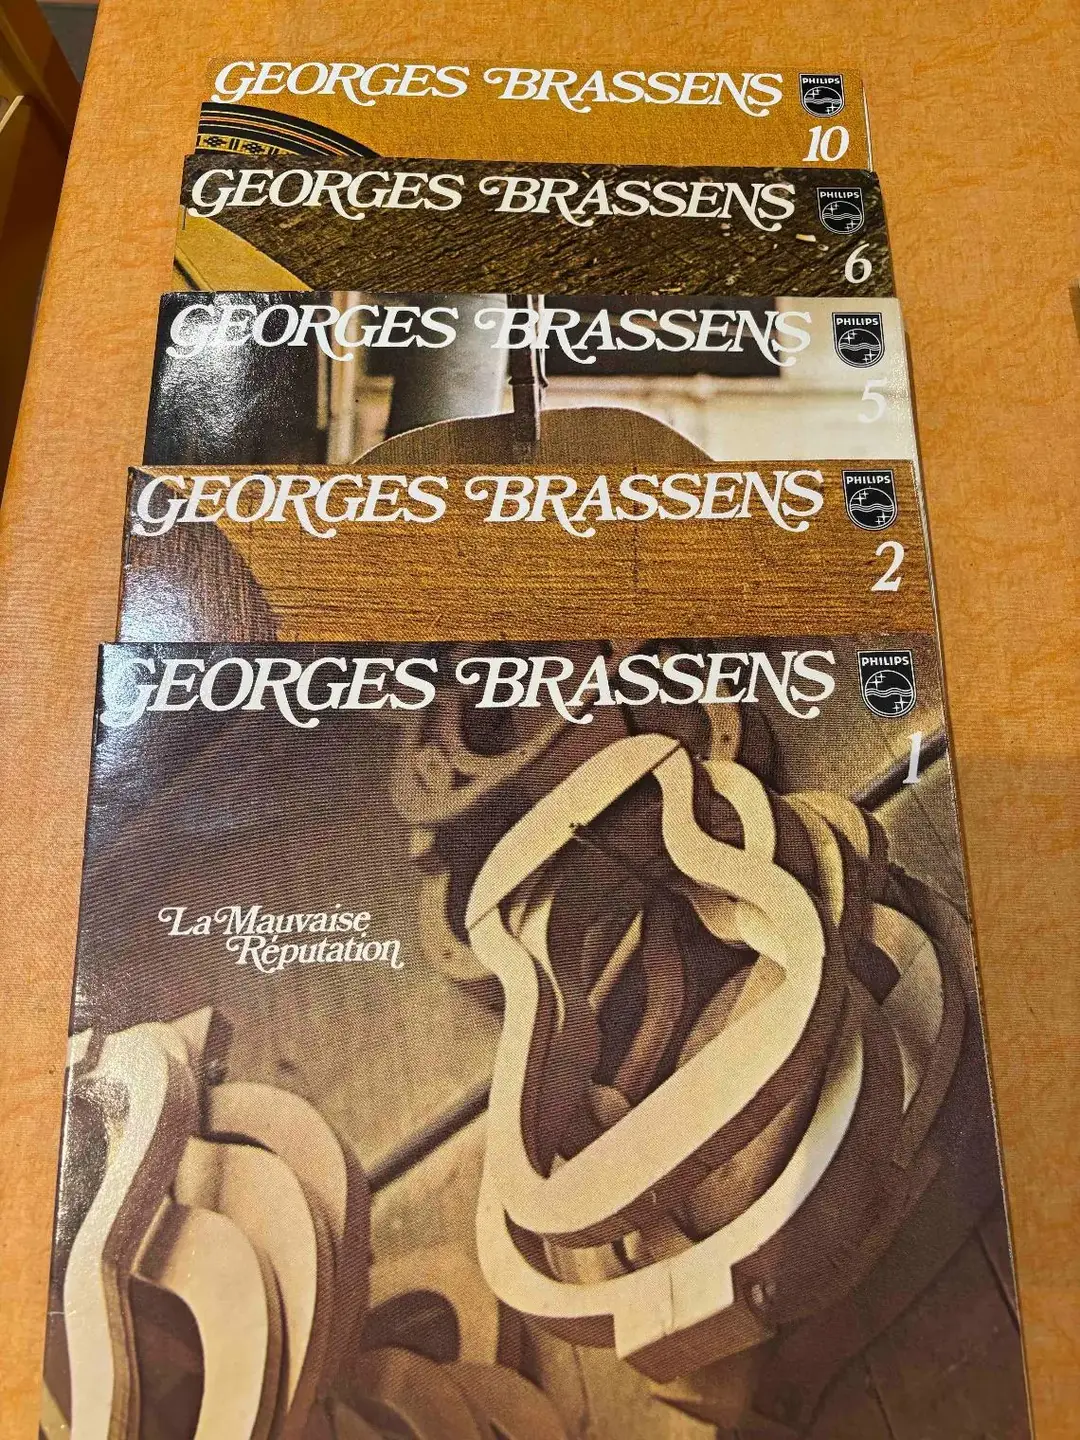 GEORGES BRASSENS
PHILIPS
10
GEORGES BRASSENS
PHILIPS
6
GEORGES BRASSENS
PHILIPS
5
GEORGES BRASSENS
PHILIPS
2
GEORGES BRASSENS
PHILIPS
1
La Mauvaise
Réputation